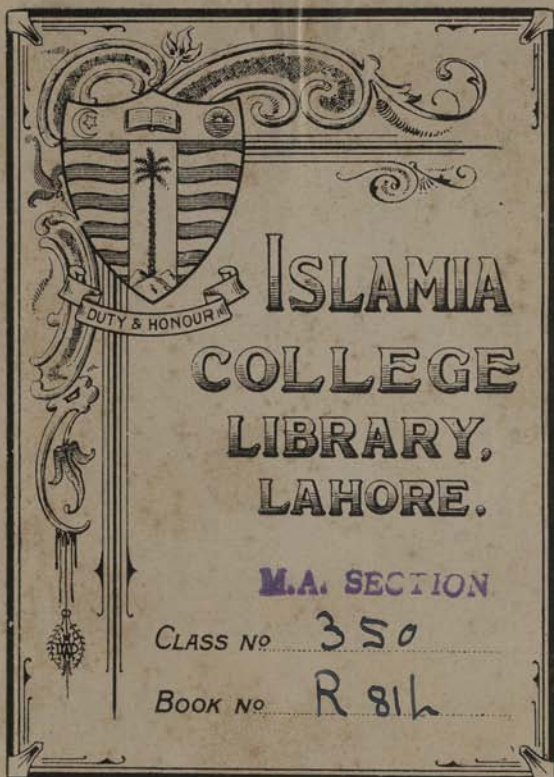 DUTY & HONOUR
ISLAMIA
COLLEGE
LIBRARY,
LAHORE.
M.A. SECTION
CLASS Nº 350
BOOK Nº R 81L